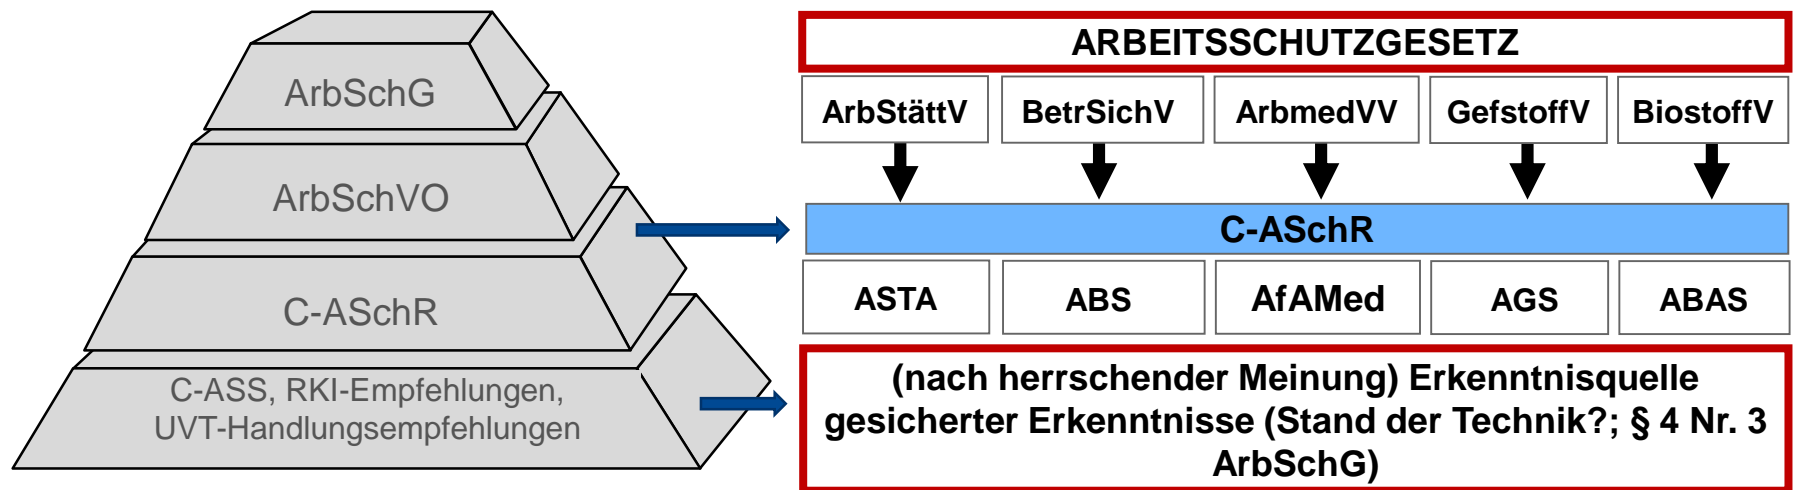 ArbSchG
ArbSchVO
C-ASchR
C-ASS, RKI-Empfehlungen,
UVT-Handlungsempfehlungen
ARBEITSSCHUTZGESETZ
ArbStättV BetrSichV ArbmedVV GefstoffV BiostoffV
C-ASchR
ASTA ABS AfAMed AGS ABAS
(nach herrschender Meinung) Erkenntnisquelle
gesicherter Erkenntnisse (Stand der Technik?; § 4 Nr. 3
ArbSchG)